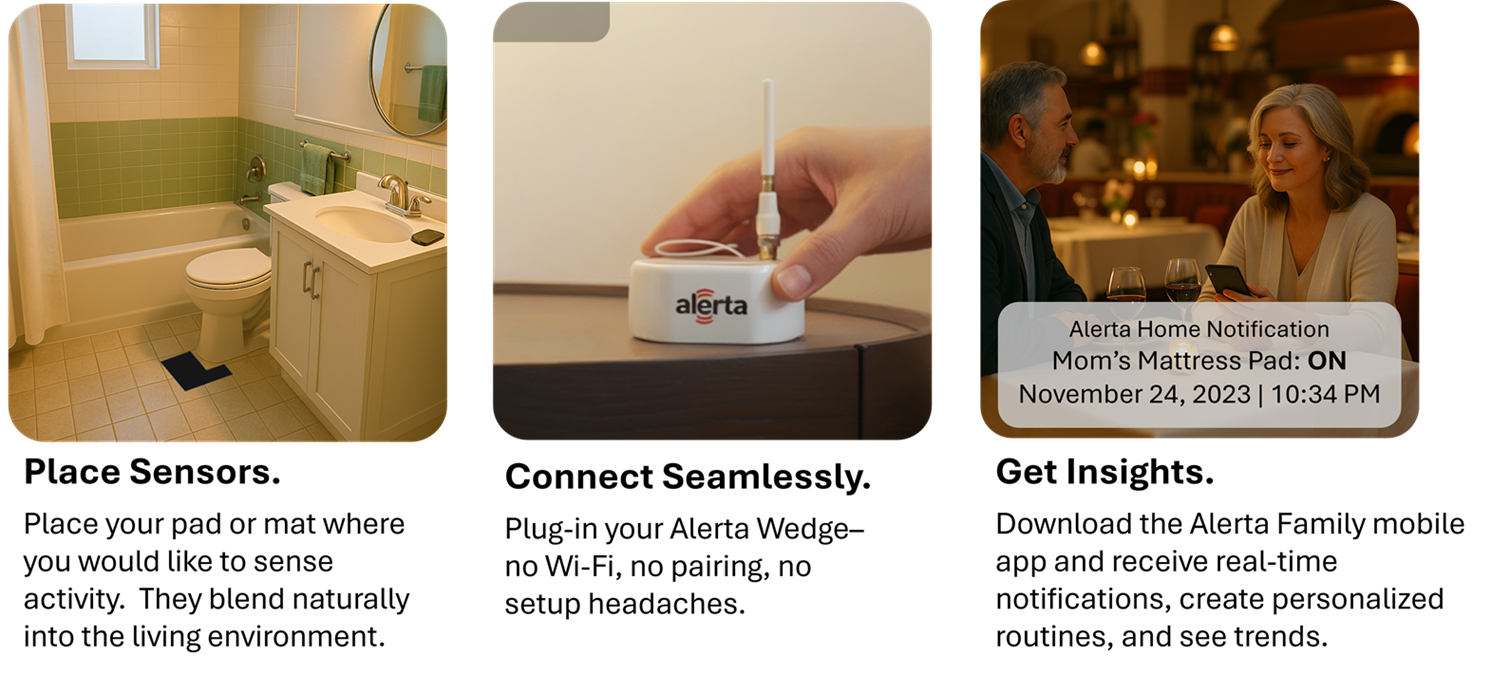 alerta
Alerta Home Notification
Mom's Mattress Pad: ON
November 24, 2023 | 10:34 PM
Place Sensors.
Place your pad or mat where
you would like to sense
activity.  They blend naturally
into the living environment.
Connect Seamlessly.
Plug-in your Alerta Wedge–
no Wi-Fi, no pairing, no
setup headaches.
Get Insights.
Download the Alerta Family mobile
app and receive real-time
notifications, create personalized
routines, and see trends.